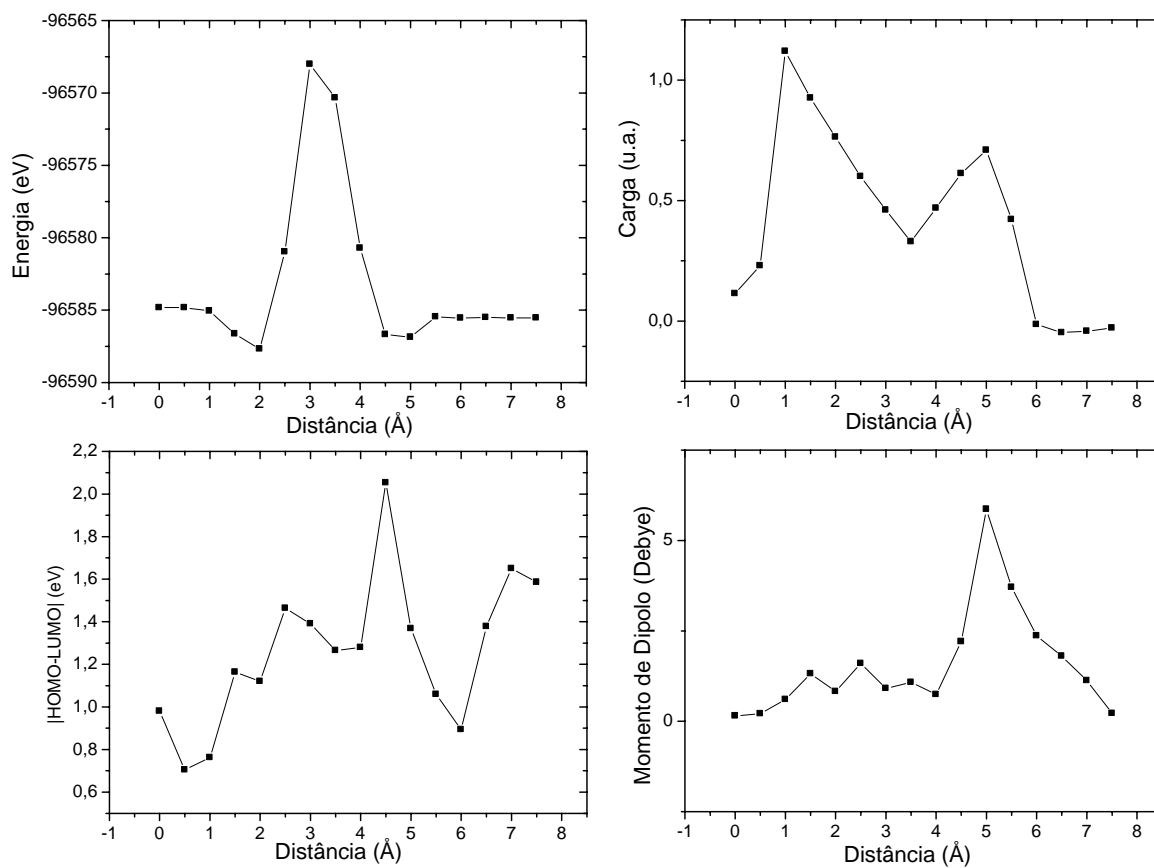 -96565
-96570
-96575
-96580
-96585
-96590
Energia (eV)
-1 0 1 2 3 4 5 6 7 8
Distância (Å)
1,0
0,5
0,0
Carga (u.a.)
-1 0 1 2 3 4 5 6 7 8
Distância (Å)
2,2
2,0
1,8
1,6
1,4
1,2
1,0
0,8
0,6
|HOMO-LUMO| (eV)
-1 0 1 2 3 4 5 6 7 8
Distância (Å)
5
0
Momento de Dipolo (Debye)
-1 0 1 2 3 4 5 6 7 8
Distância (Å)